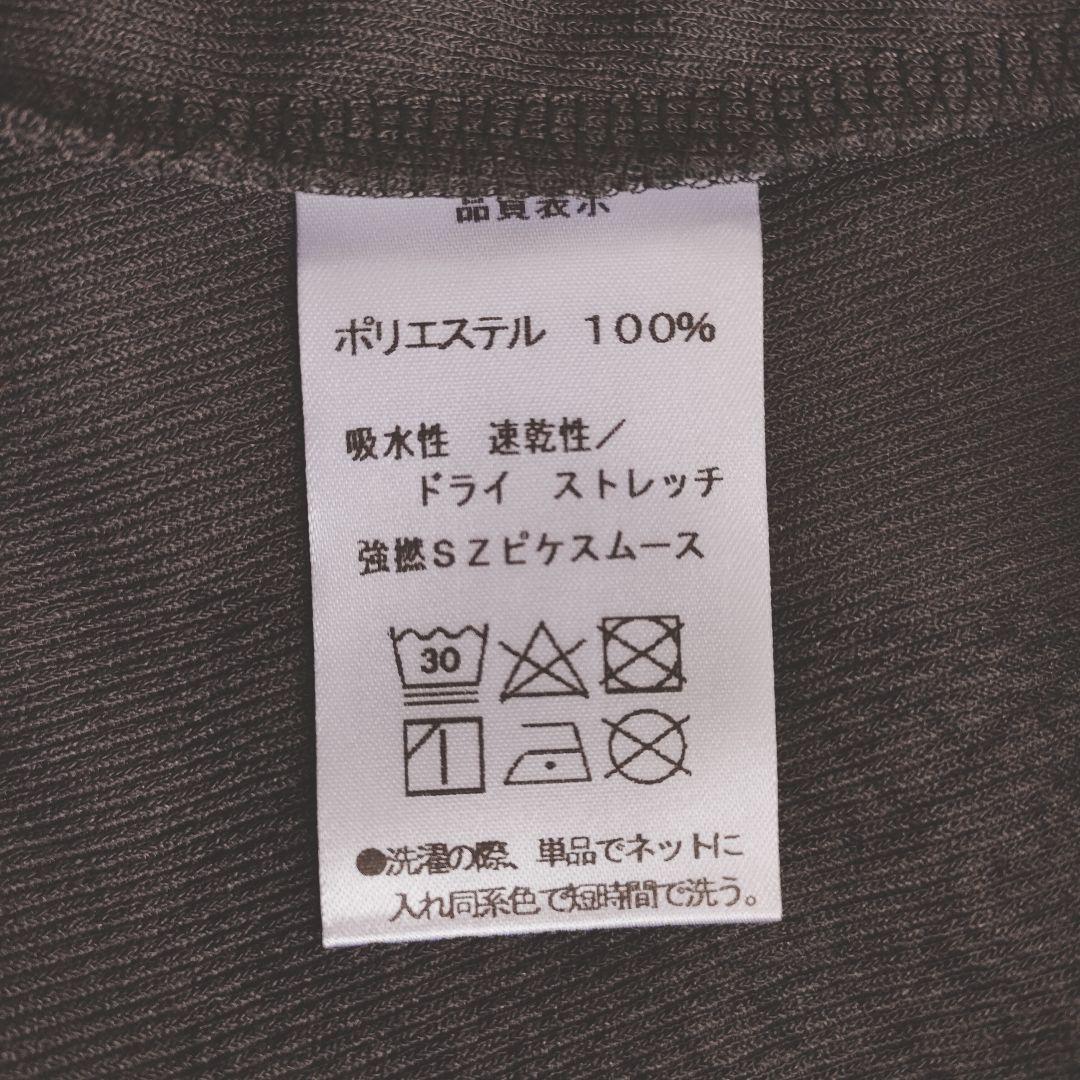 品質表示
ポリエステル　１００％
吸水性　速乾性／
ドライ　ストレッチ
強撚ＳＺピケスムース
30
●洗濯の際、単品でネットに
入れ同系色で短時間で洗う。